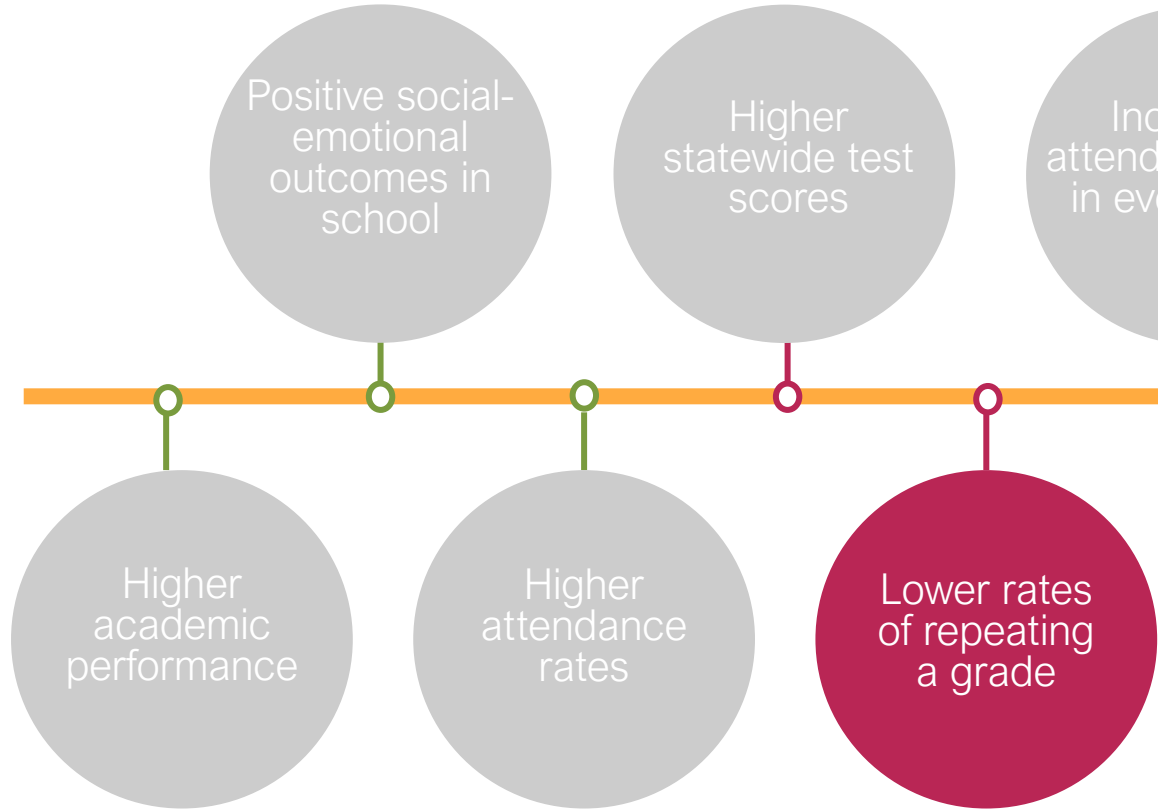 Positive social-
emotional
outcomes in
school
Higher
statewide test
scores
in
Higher
academic
performance
Higher
attendance
rates
Lower rates
of repeating
a grade